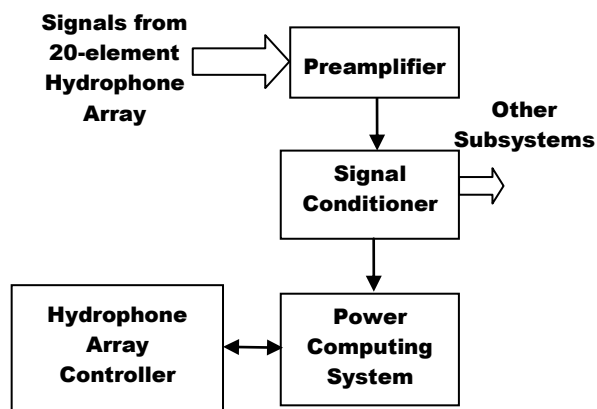 Signals from
20-element
Hydrophone
Array
Preamplifier
Other
Subsystems
Signal
Conditioner
Hydrophone
Array
Controller
Power
Computing
System